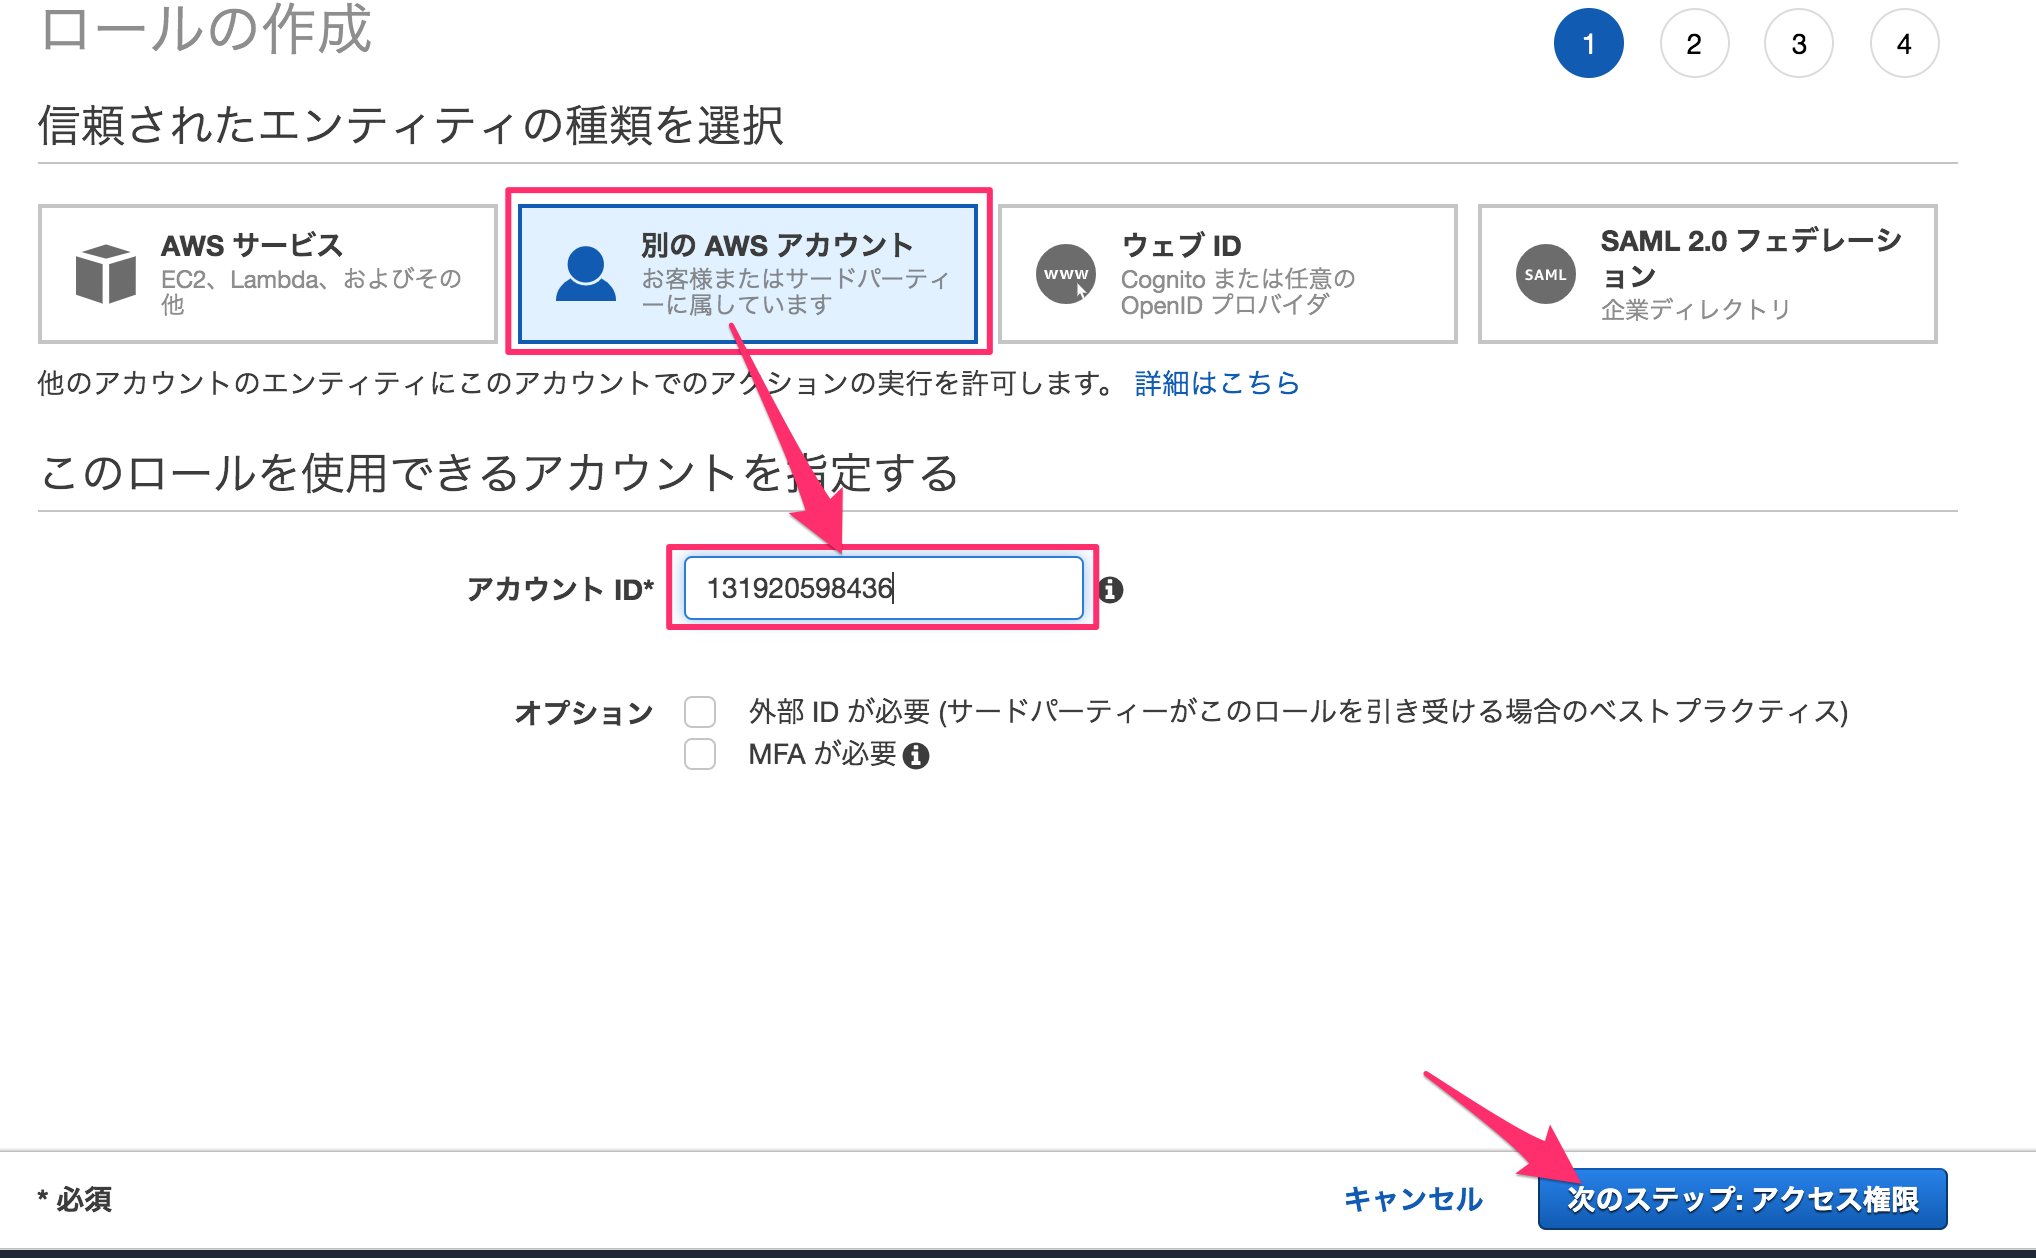 ロールの作成
1 2 3 4
信頼されたエンティティの種類を選択
AWS サービス
EC2、Lambda、およびその
他
別の AWS アカウント
お客様またはサードパーティ
ーに属しています
www
ウェブ ID
Cognito または任意の
OpenID プロバイダ
SAML
SAML 2.0 フェデレーシ
ョン
企業ディレクトリ
他のアカウントのエンティティにこのアカウントでのアクションの実行を許可します。 詳細はこちら
このロールを使用できるアカウントを指定する
アカウント ID* 131920598436
オプション 外部 ID が必要 (サードパーティーがこのロールを引き受ける場合のベストプラクティス)
MFA が必要
* 必須 キャンセル 次のステップ: アクセス権限